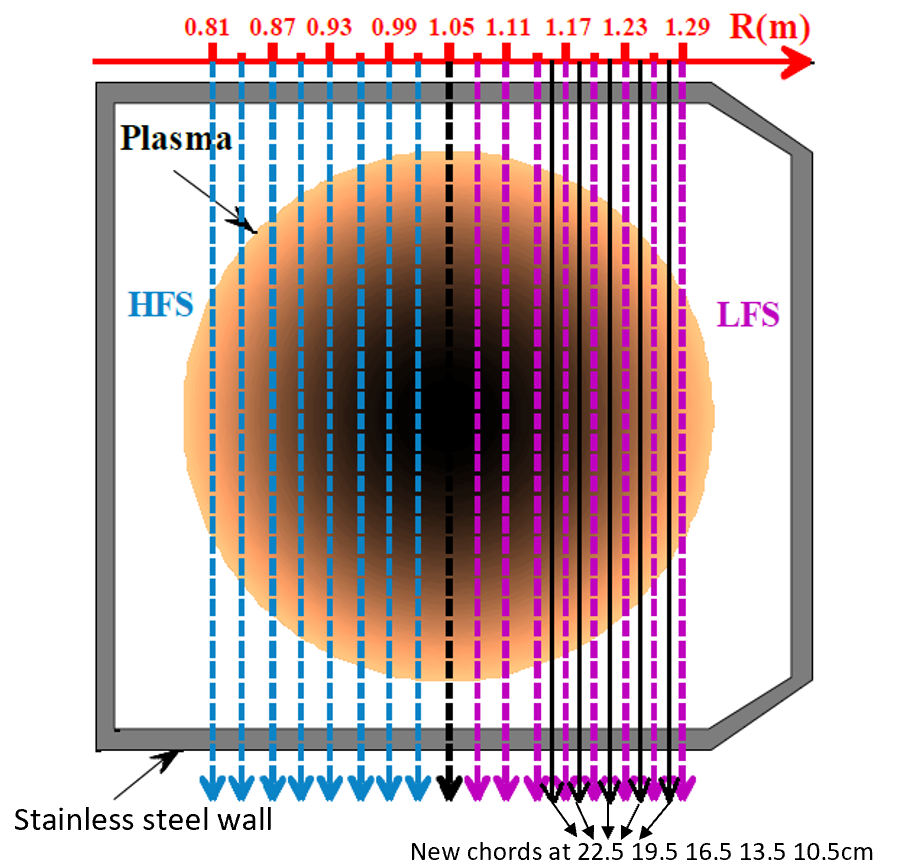 0.81 0.87 0.93 0.99 1.05 1.11 1.17 1.23 1.29 R(m)
Plasma
HFS
LFS
Stainless steel wall
New chords at 22.5 19.5 16.5 13.5 10.5cm